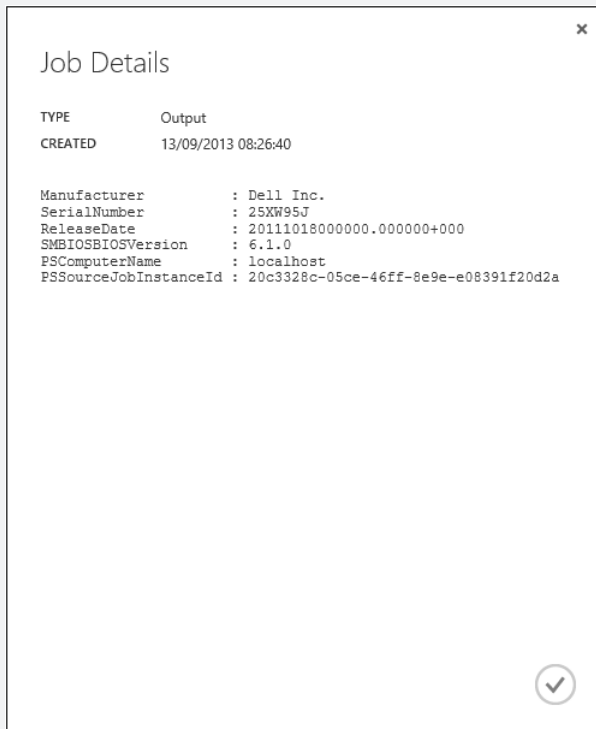 Job Details
TYPE Output
CREATED 13/09/2013 08:26:40
Manufacturer : Dell Inc.
SerialNumber : 25XW95J
ReleaseDate : 20111018000000.000000+000
SMBIOSBIOSVersion : 6.1.0
PSComputerName : localhost
PSSourceJobInstanceId : 20c3328c-05ce-46ff-8e9e-e08391f20d2a